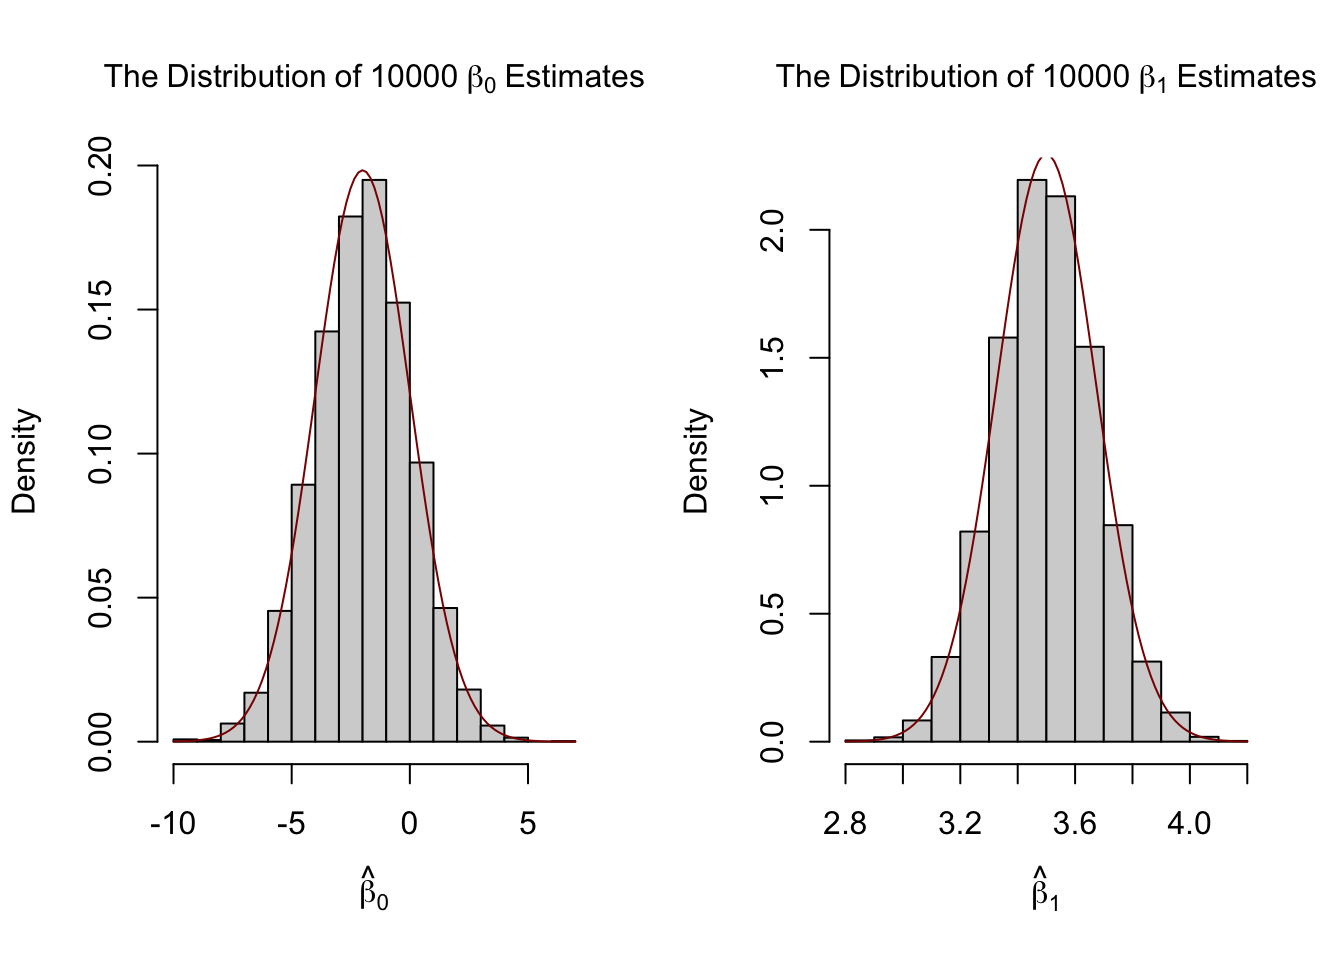 The Distribution of 10000 β₀ Estimates
Density
0.00 0.05 0.10 0.15 0.20
-10 -5 0 5
β̂₀
The Distribution of 10000 β₁ Estimates
Density
0.0 0.5 1.0 1.5 2.0
2.8 3.2 3.6 4.0
β̂₁